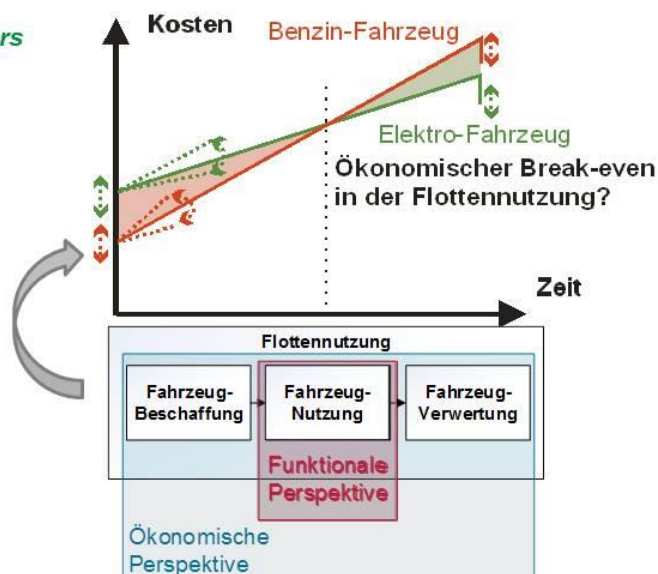 rs
Kosten
Benzin-Fahrzeug
Elektro-Fahrzeug
Ökonomischer Break-even
in der Flottennutzung?
Zeit
Flottennutzung
Fahrzeug-
Beschaffung
Fahrzeug-
Nutzung
Fahrzeug-
Verwertung
Funktionale
Perspektive
Ökonomische
Perspektive